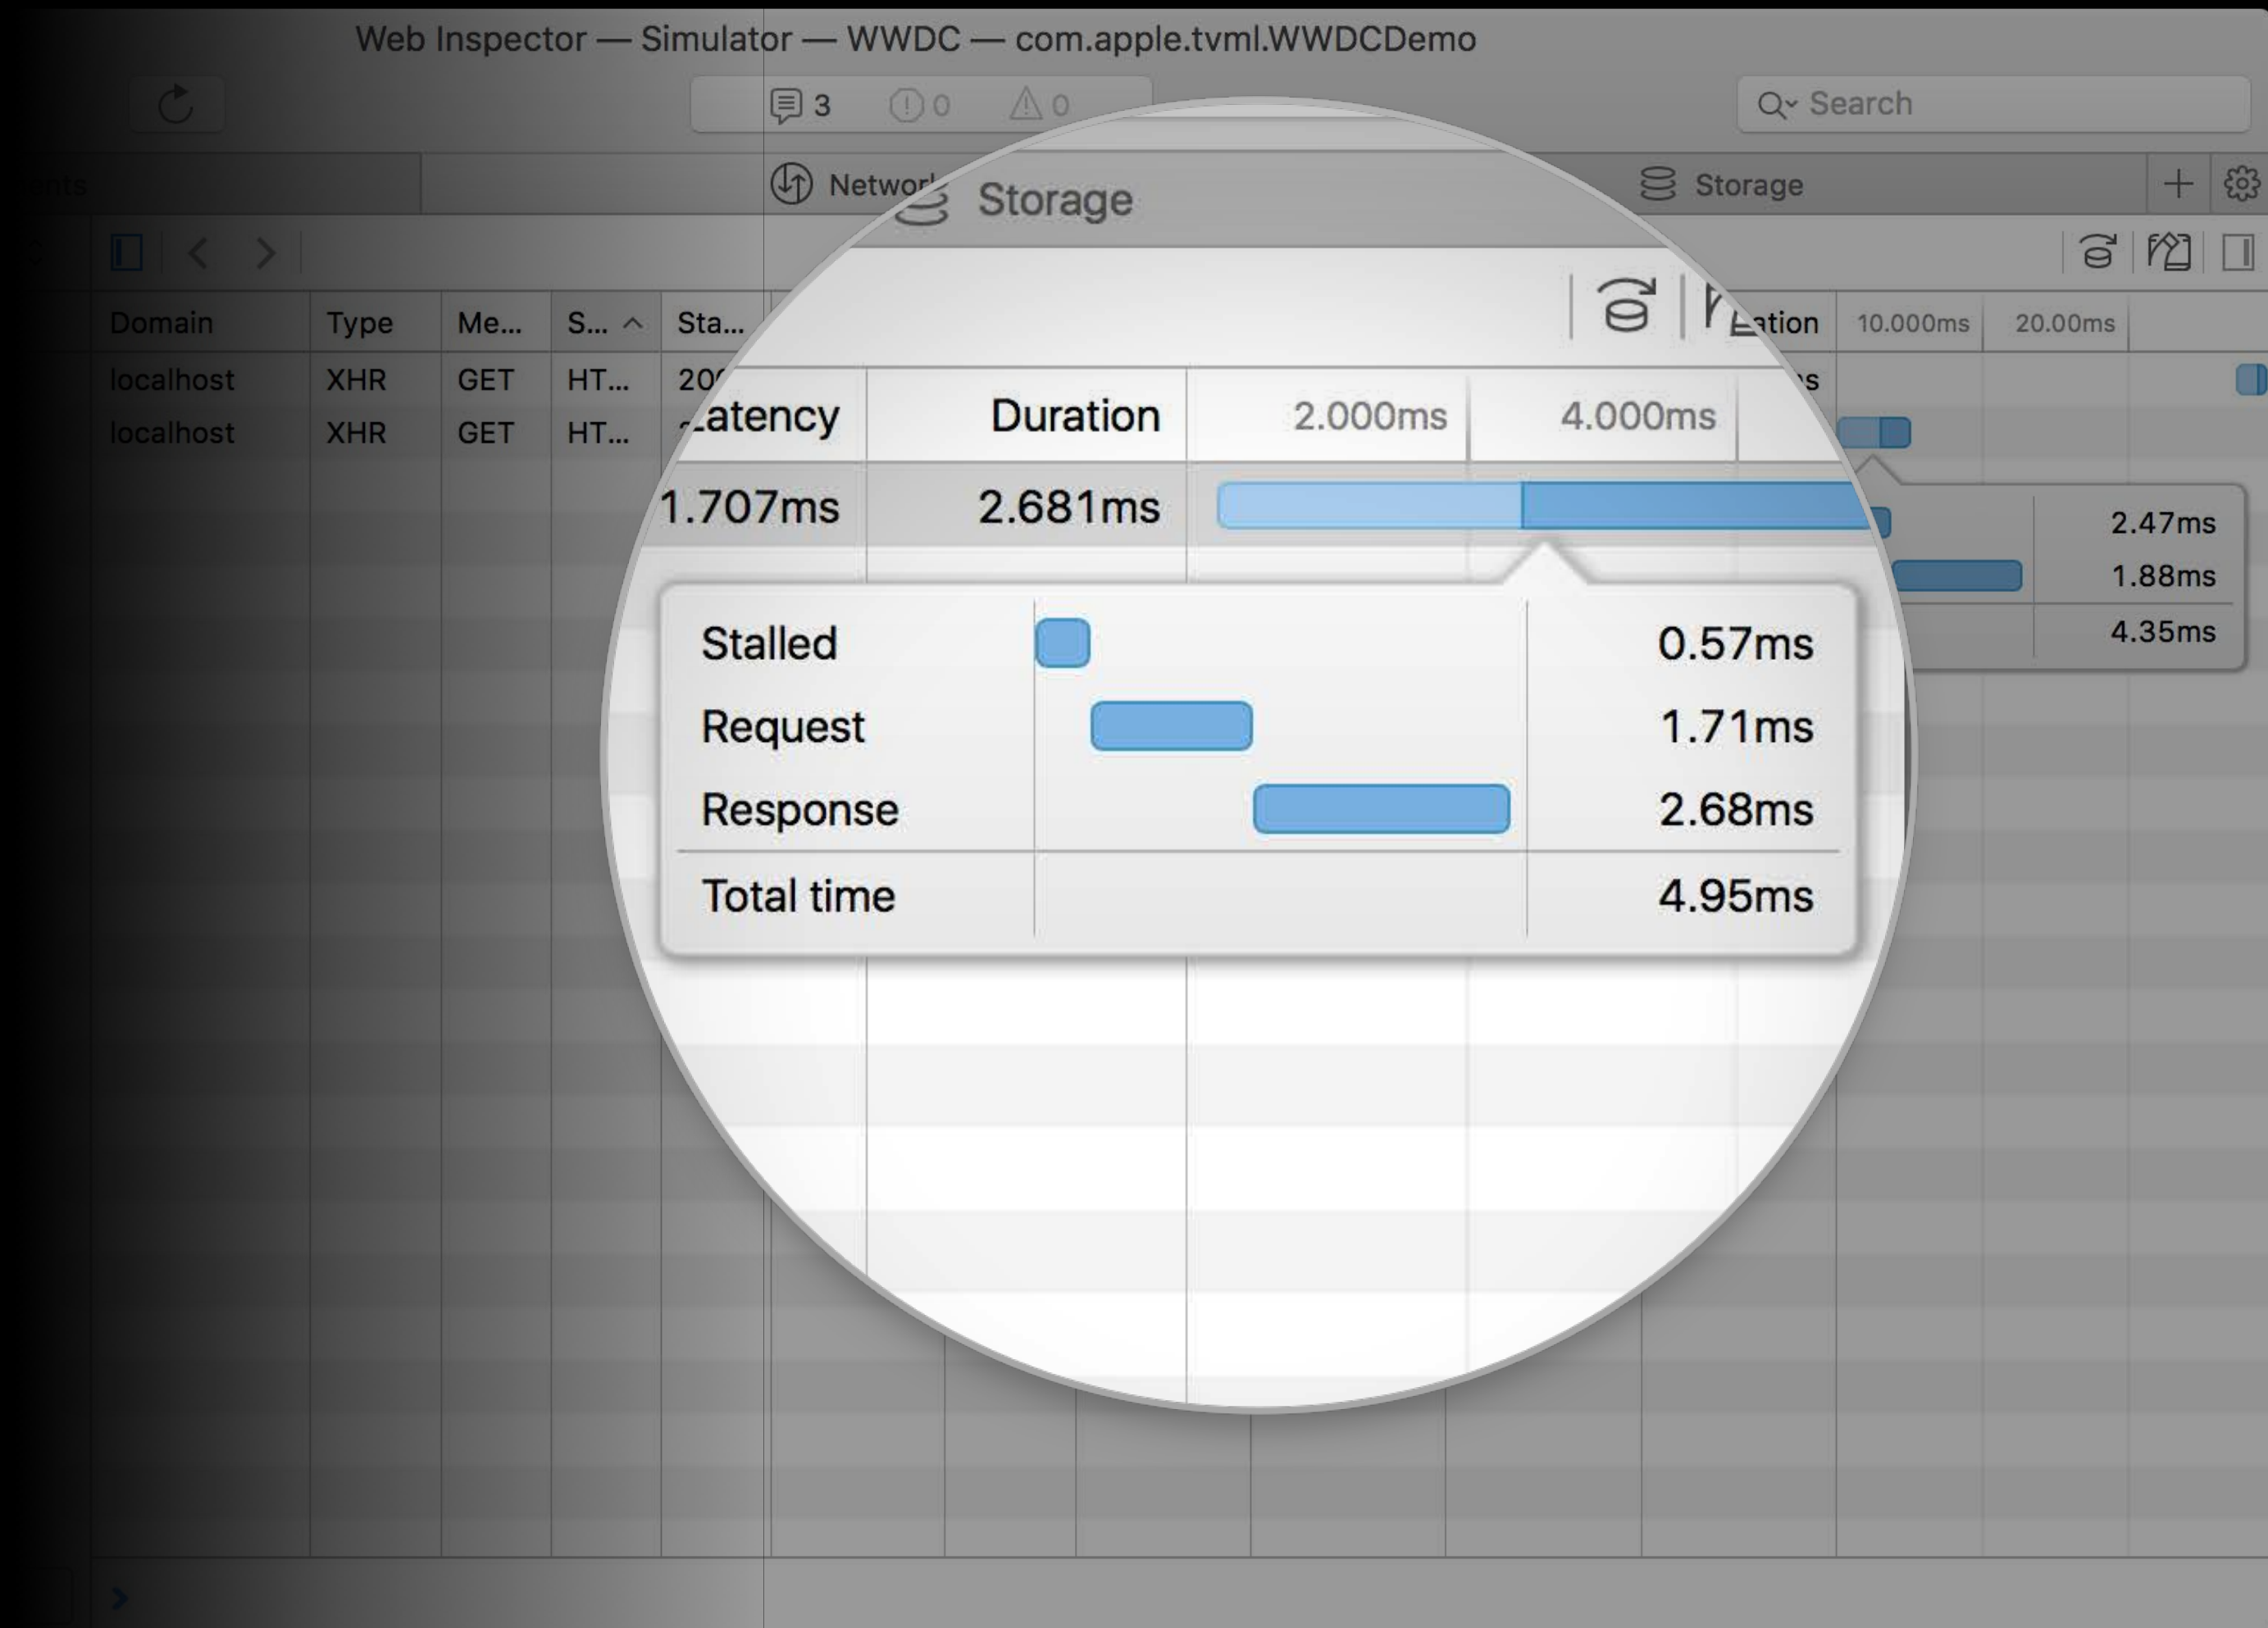 Web Inspector — Simulator — WWDC — com.apple.tvml.WWDCDemo
3 0 0
Search
Storage
Storage
Domain Type Me... S... Sta... 10.000ms 20.00ms
localhost XHR GET HT...
localhost XHR GET HT...
Duration 2.000ms 4.000ms
1.707ms 2.681ms
Stalled 0.57ms
Request 1.71ms
Response 2.68ms
Total time 4.95ms
2.47ms
1.88ms
4.35ms